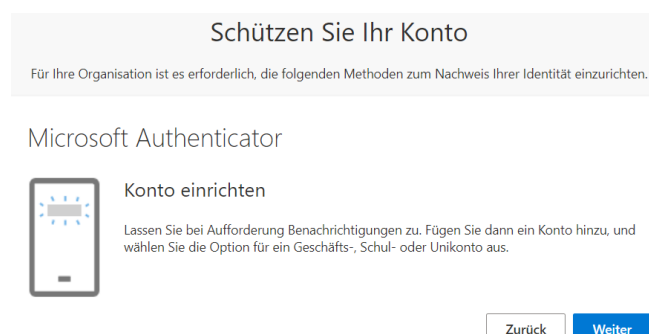 Schützen Sie Ihr Konto
Für Ihre Organisation ist es erforderlich, die folgenden Methoden zum Nachweis Ihrer Identität einzurichten.
Microsoft Authenticator
Konto einrichten
Lassen Sie bei Aufforderung Benachrichtigungen zu. Fügen Sie dann ein Konto hinzu, und
wählen Sie die Option für ein Geschäfts-, Schul- oder Unikonto aus.
Zurück Weiter